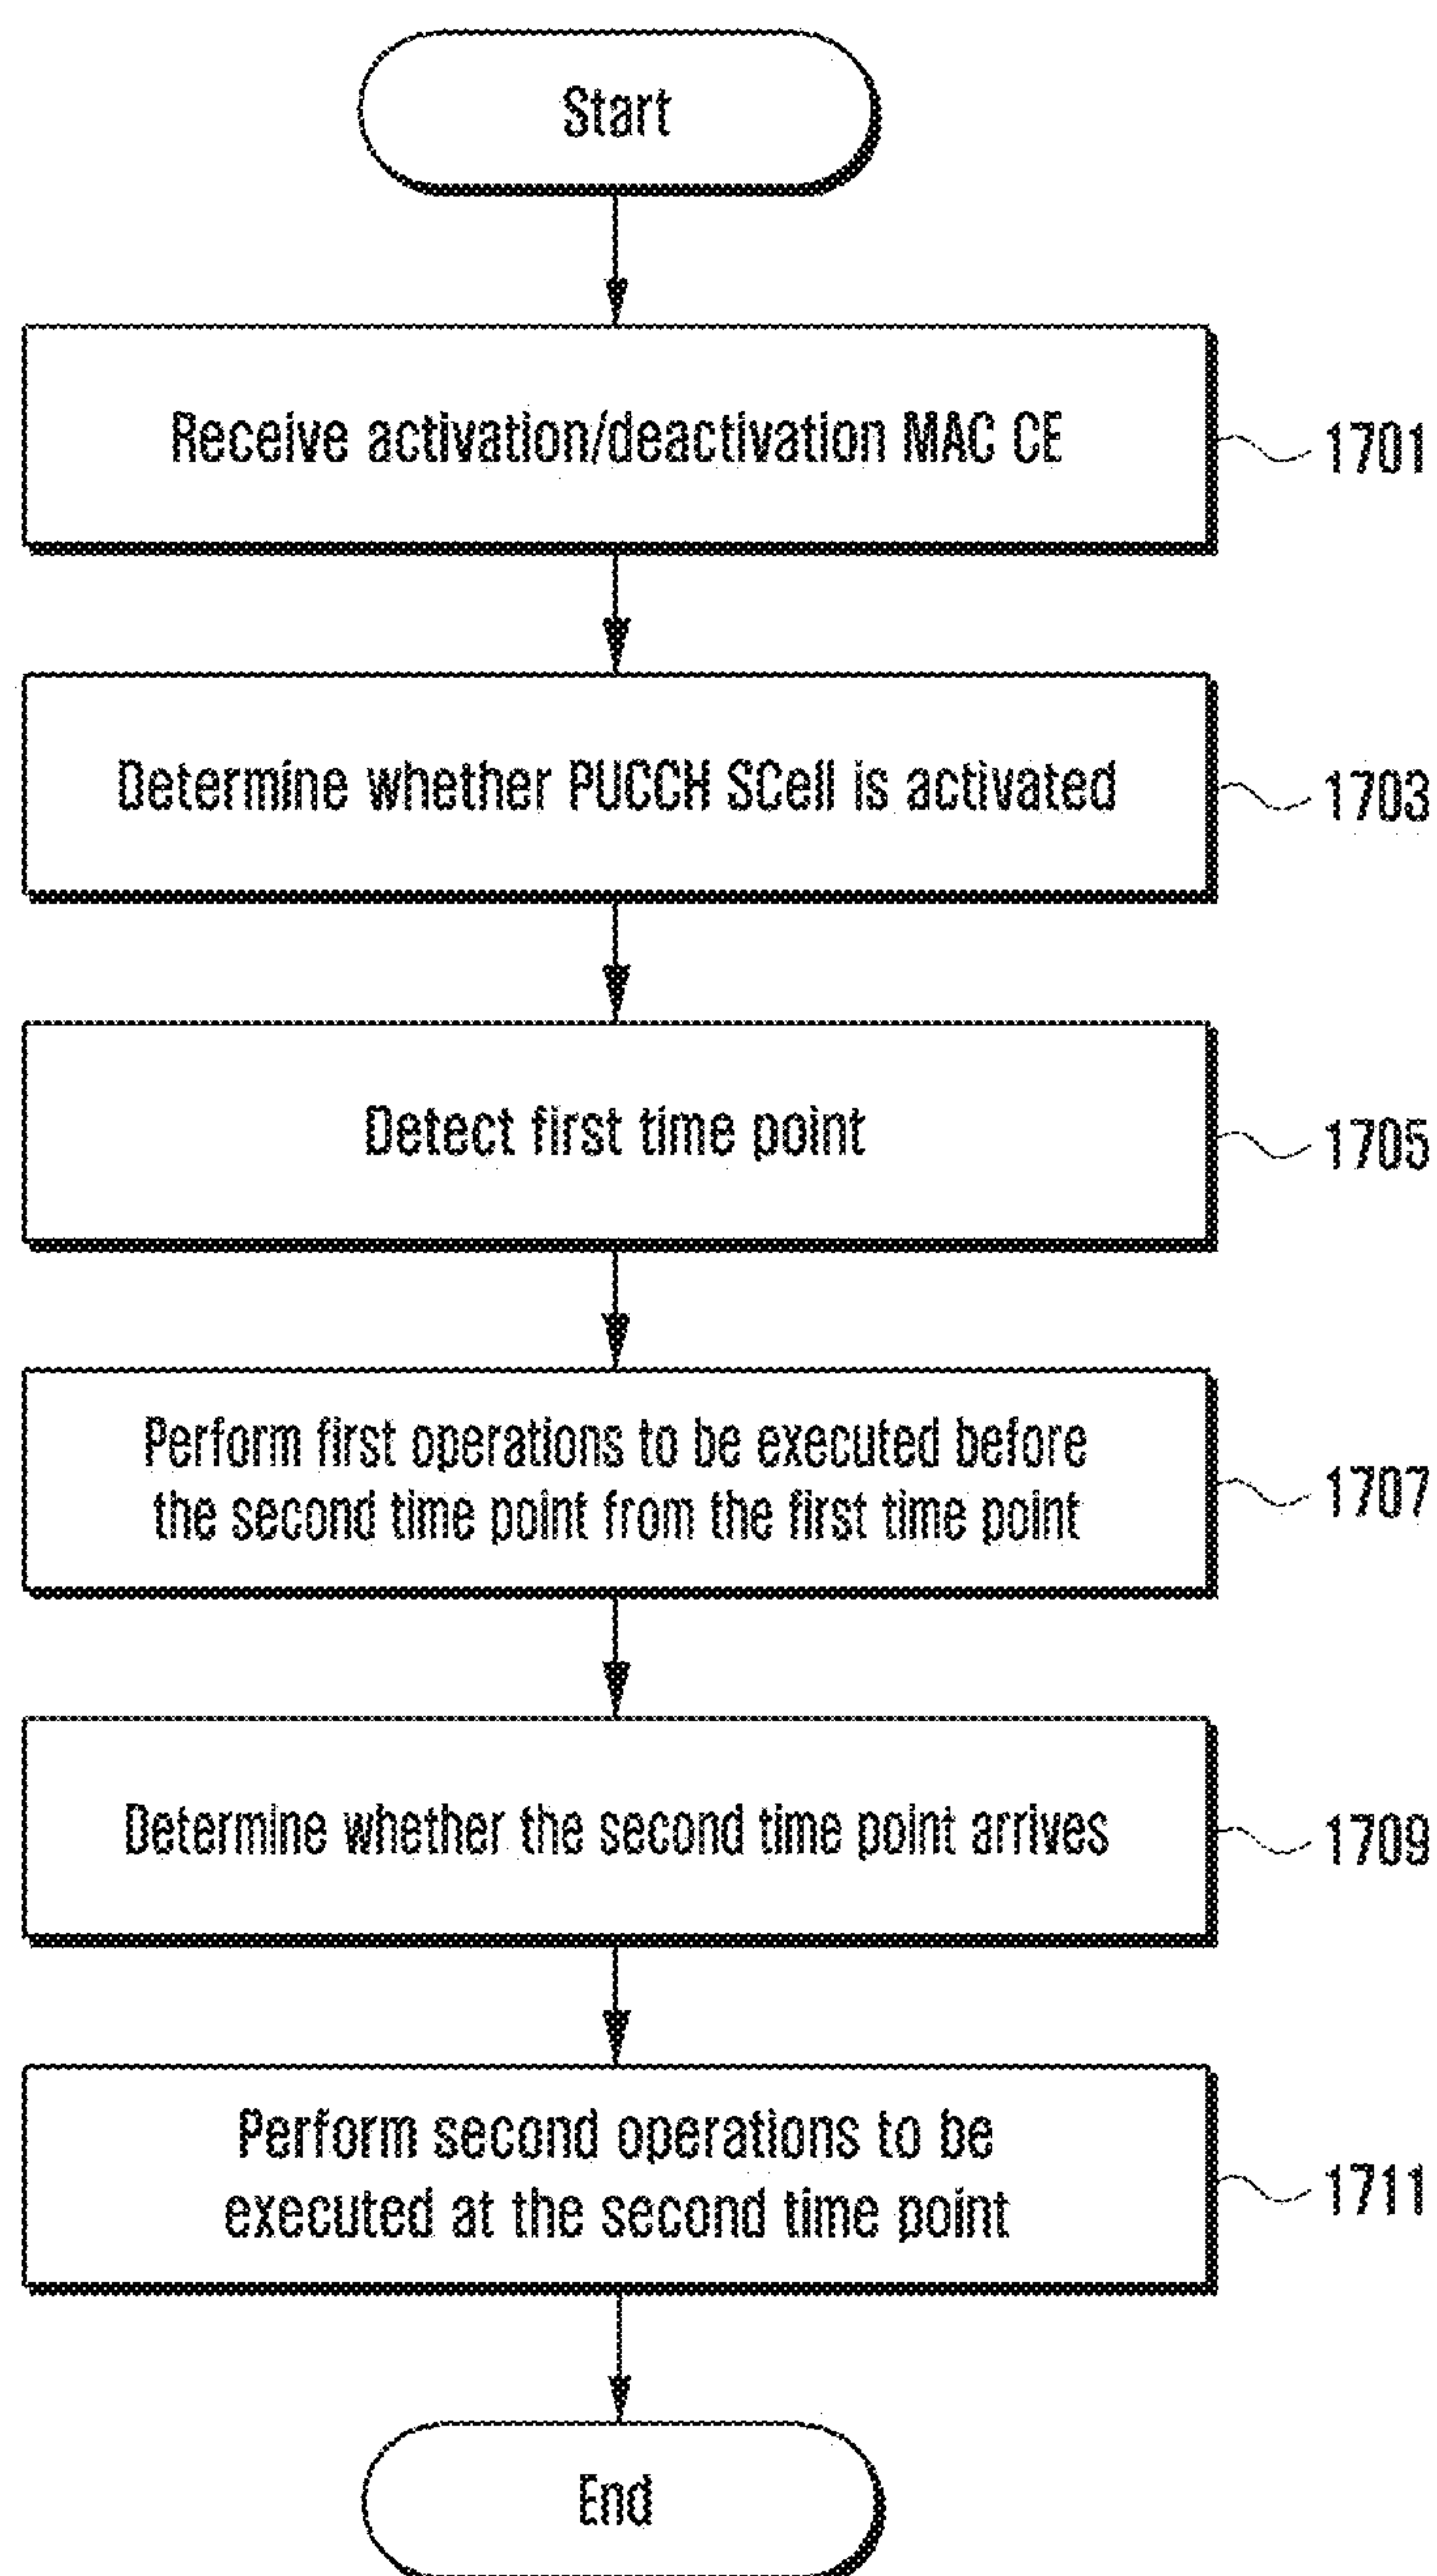 Start
Receive activation/deactivation MAC CE
1701
Determine whether PUCCH SCell is activated
1703
Detect first time point
1705
Perform first operations to be executed before
the second time point from the first time point
1707
Determine whether the second time point arrives
1709
Perform second operations to be
executed at the second time point
1711
End